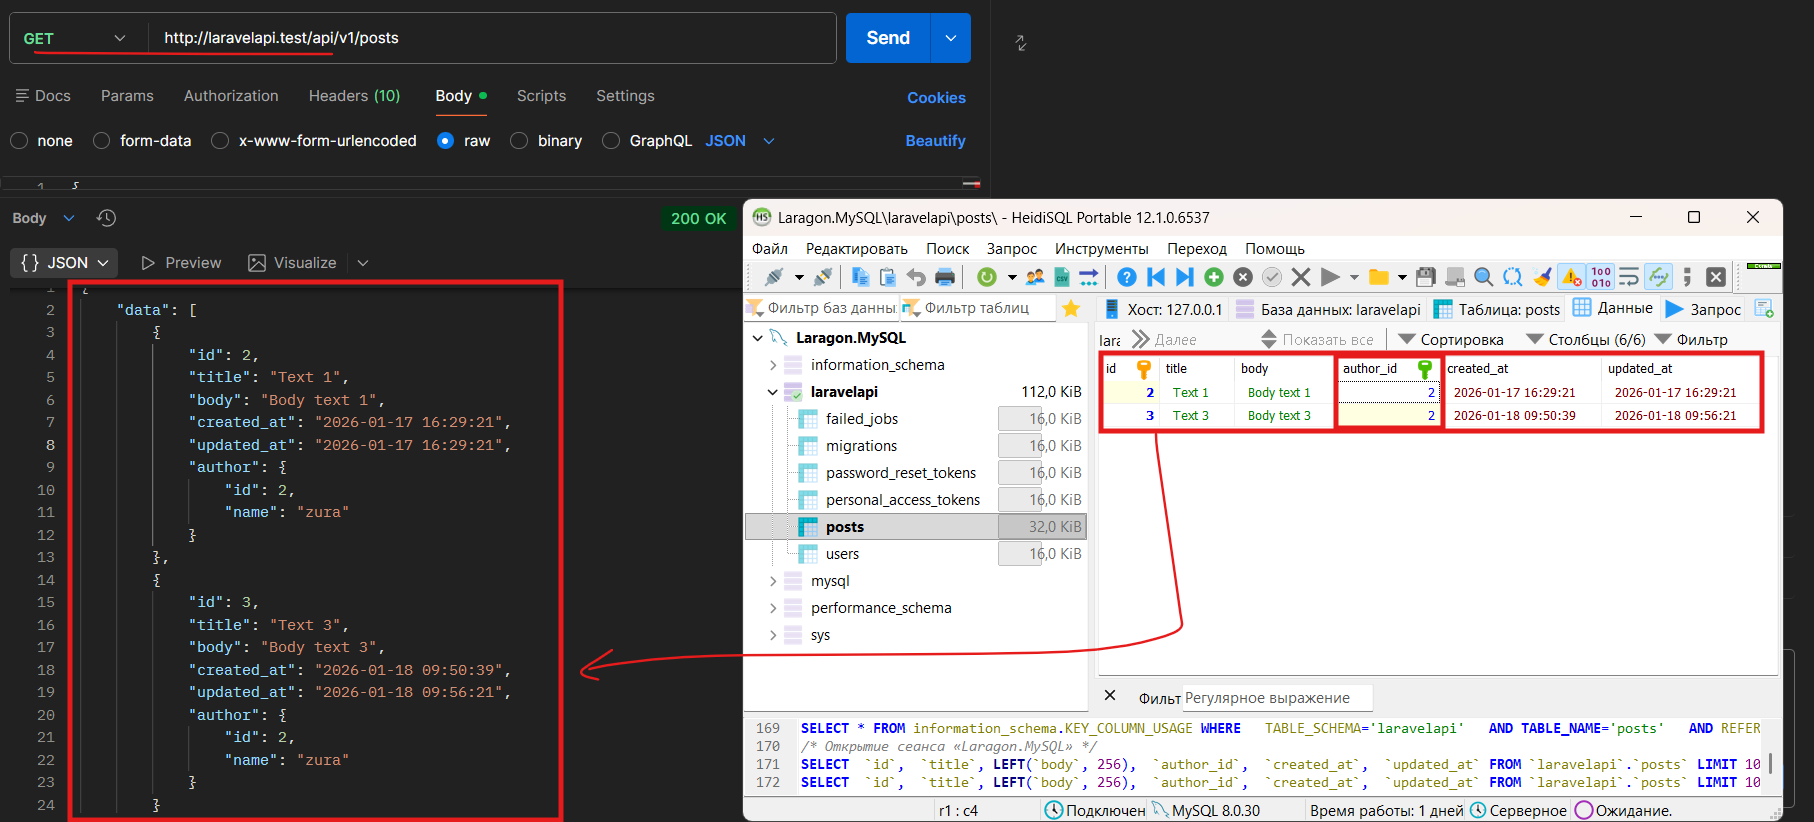 GET http://laravelapi.test/api/v1/posts Send
Docs Params Authorization Headers (10) Body Scripts Settings Cookies
none form-data x-www-form-urlencoded raw binary GraphQL JSON Beautify
1 {
Body 200 OK
{} JSON Preview Visualize
1 {
2 "data": [
3 {
4 "id": 2,
5 "title": "Text 1",
6 "body": "Body text 1",
7 "created_at": "2026-01-17 16:29:21",
8 "updated_at": "2026-01-17 16:29:21",
9 "author": {
10 "id": 2,
11 "name": "zura"
12 }
13 },
14 {
15 "id": 3,
16 "title": "Text 3",
17 "body": "Body text 3",
18 "created_at": "2026-01-18 09:50:39",
19 "updated_at": "2026-01-18 09:56:21",
20 "author": {
21 "id": 2,
22 "name": "zura"
23 }
24 }
HS Laragon.MySQL\laravelapi\posts\ - HeidiSQL Portable 12.1.0.6537
Файл Редактировать Поиск Запрос Инструменты Переход Помощь
Фильтр баз данны Фильтр таблиц
Хост: 127.0.0.1 База данных: laravelapi Таблица: posts Данные Запрос
lara Далее Показать все Сортировка Столбцы (6/6) Фильтр
Laragon.MySQL
information_schema
laravelapi 112,0 KiB
failed_jobs 16,0 KiB
migrations 16,0 KiB
password_reset_tokens 16,0 KiB
personal_access_tokens 16,0 KiB
posts 32,0 KiB
users 16,0 KiB
mysql
performance_schema
sys
id title body author_id created_at updated_at
2 Text 1 Body text 1 2 2026-01-17 16:29:21 2026-01-17 16:29:21
3 Text 3 Body text 3 2 2026-01-18 09:50:39 2026-01-18 09:56:21
Фильт Регулярное выражение
169 SELECT * FROM information_schema.KEY_COLUMN_USAGE WHERE TABLE_SCHEMA='laravelapi' AND TABLE_NAME='posts' AND REFER
170 /* Открытие сеанса «Laragon.MySQL» */
171 SELECT `id`, `title`, LEFT(`body`, 256), `author_id`, `created_at`, `updated_at` FROM `laravelapi`.`posts` LIMIT 10
172 SELECT `id`, `title`, LEFT(`body`, 256), `author_id`, `created_at`, `updated_at` FROM `laravelapi`.`posts` LIMIT 10
r1 : c4 Подключен MySQL 8.0.30 Время работы: 1 дней Серверное Ожидание.